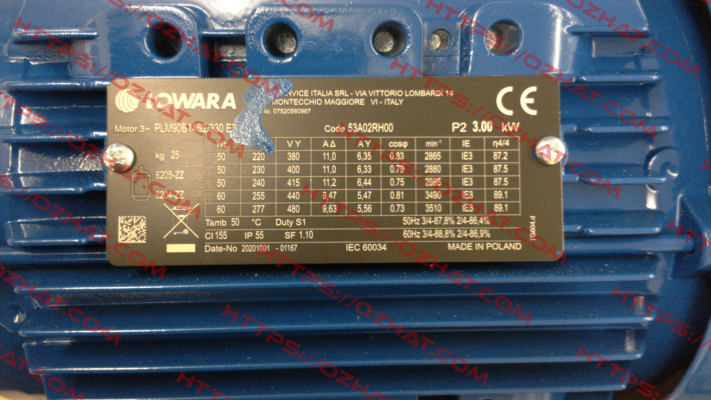 LOWARA
SERVICE ITALIA SRL - VIA VITTORIO LOMBARDI 14
MONTECCHIO MAGGIORE VI - ITALY
No. 07520560967
CE
Motor 3~ Code 53A02RH00 P2 3.00 kW
V Y A Δ A Y cosφ min⁻¹ IE η4/4
kg 25 50 220 380 11,0 6,35 0.83 2865 IE3 87.2
6205-ZZ 50 230 400 11,0 6,33 0.79 2880 IE3 87.5
50 240 415 11,2 6,44 0.75 IE3 87.5
60 255 440 9,47 5,47 0.81 3490 IE3 89.1
60 277 480 9,63 5,56 0.73 3510 IE3 89.1
Tamb 50 °C Duty S1 50Hz 3/4-87,8% 2/4-86,4%
Cl 155 IP 55 SF 1.10 60Hz 3/4-88,8% 2/4-86,9%
Date-No 20201001 - 01167 IEC 60034 MADE IN POLAND
HTTPS://OZHAT.COM